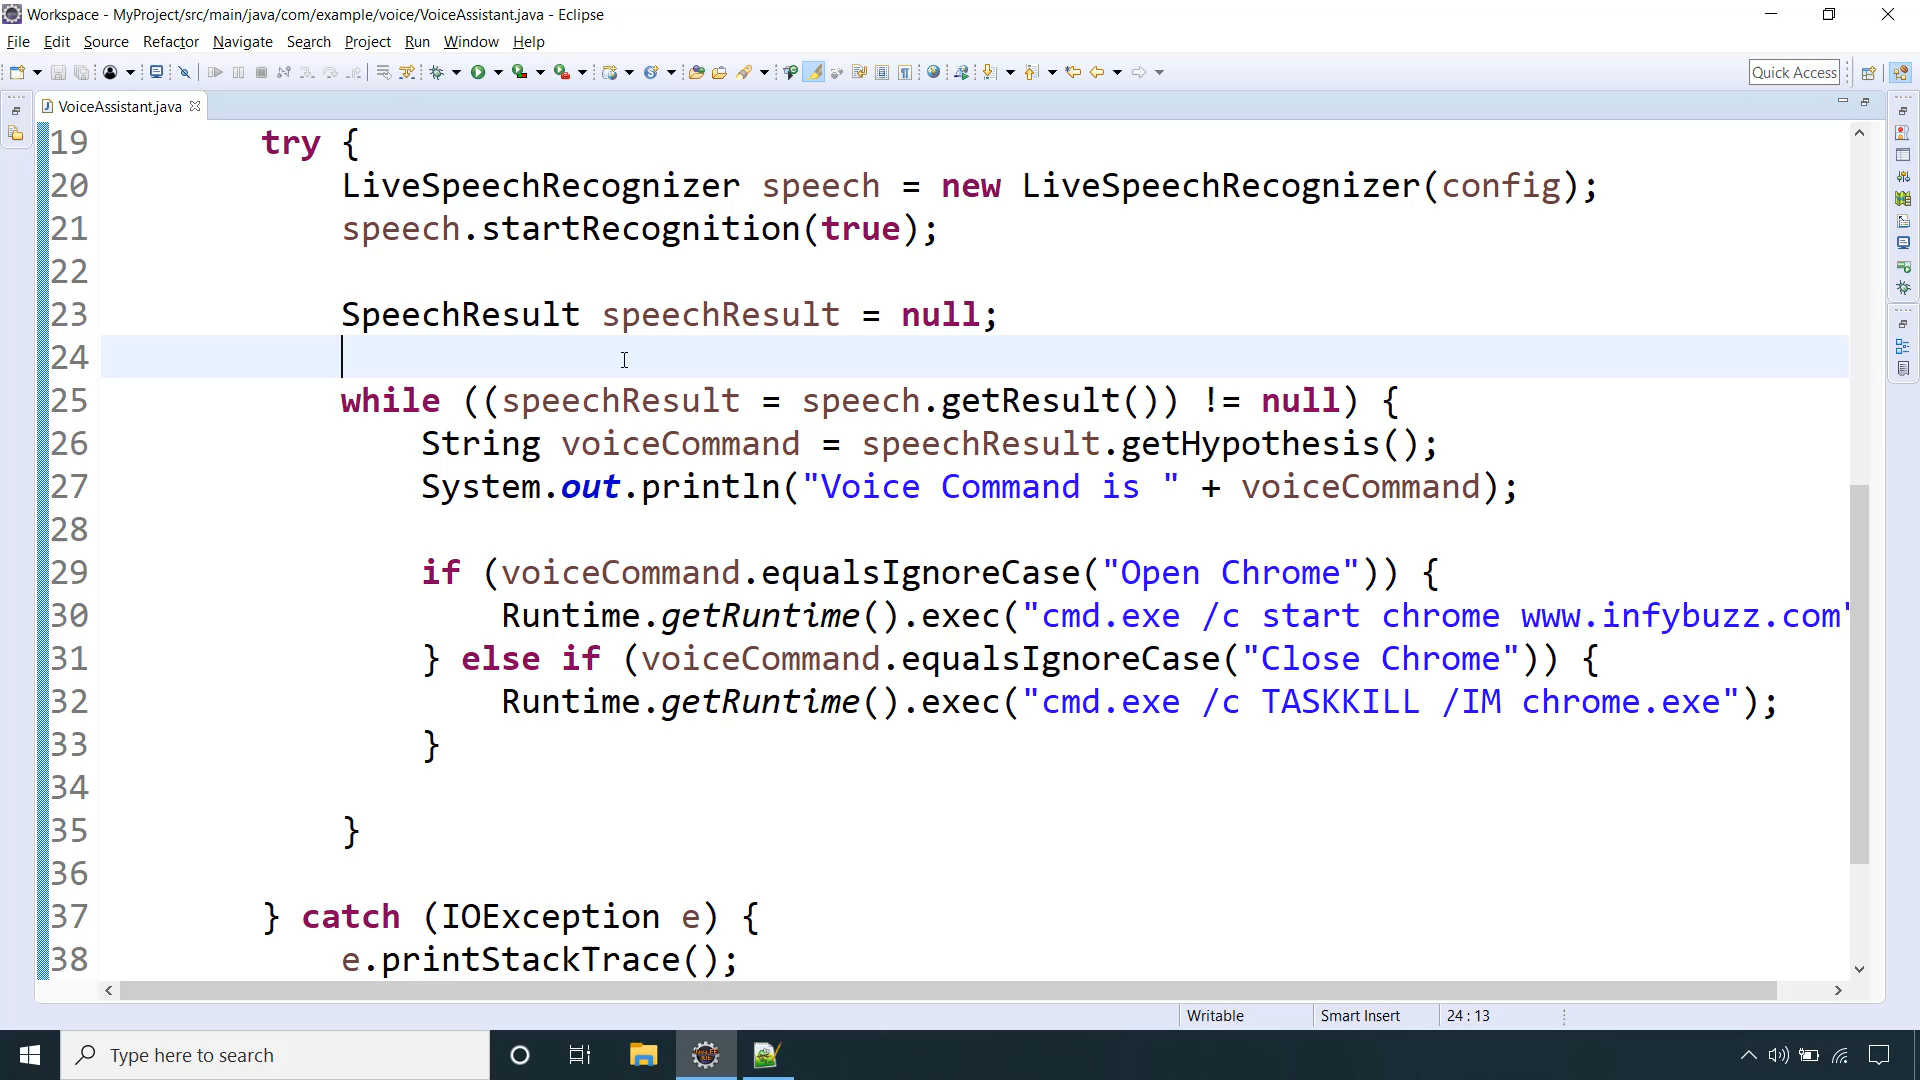 Workspace - MyProject/src/main/java/com/example/voice/VoiceAssistant.java - Eclipse
File Edit Source Refactor Navigate Search Project Run Window Help
Quick Access
VoiceAssistant.java
19 try {
20 LiveSpeechRecognizer speech = new LiveSpeechRecognizer(config);
21 speech.startRecognition(true);
22
23 SpeechResult speechResult = null;
24
25 while ((speechResult = speech.getResult()) != null) {
26 String voiceCommand = speechResult.getHypothesis();
27 System.out.println("Voice Command is " + voiceCommand);
28
29 if (voiceCommand.equalsIgnoreCase("Open Chrome")) {
30 Runtime.getRuntime().exec("cmd.exe /c start chrome www.infybuzz.com"
31 } else if (voiceCommand.equalsIgnoreCase("Close Chrome")) {
32 Runtime.getRuntime().exec("cmd.exe /c TASKKILL /IM chrome.exe");
33 }
34
35 }
36
37 } catch (IOException e) {
38 e.printStackTrace();
Writable Smart Insert 24 : 13
Type here to search